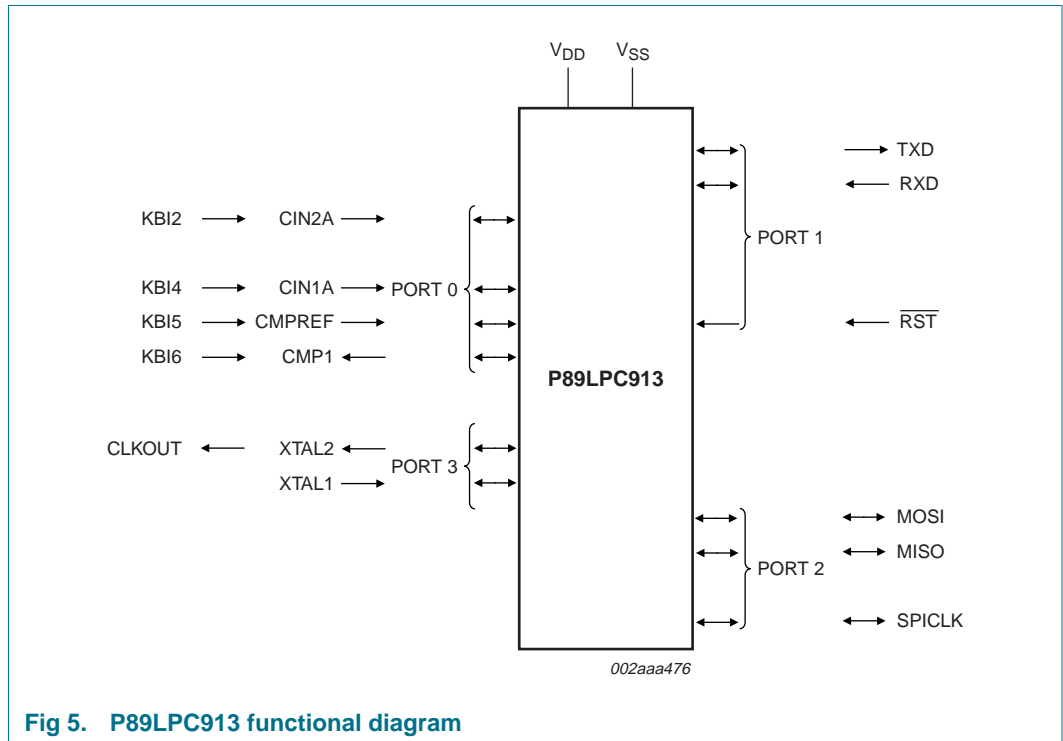 VDD VSS
TXD
RXD
KBI2 CIN2A
PORT 1
KBI4 CIN1A PORT 0
KBI5 CMPREF RST
KBI6 CMP1
P89LPC913
CLKOUT XTAL2
PORT 3
XTAL1
MOSI
MISO
PORT 2
SPICLK
002aaa476
Fig 5. P89LPC913 functional diagram